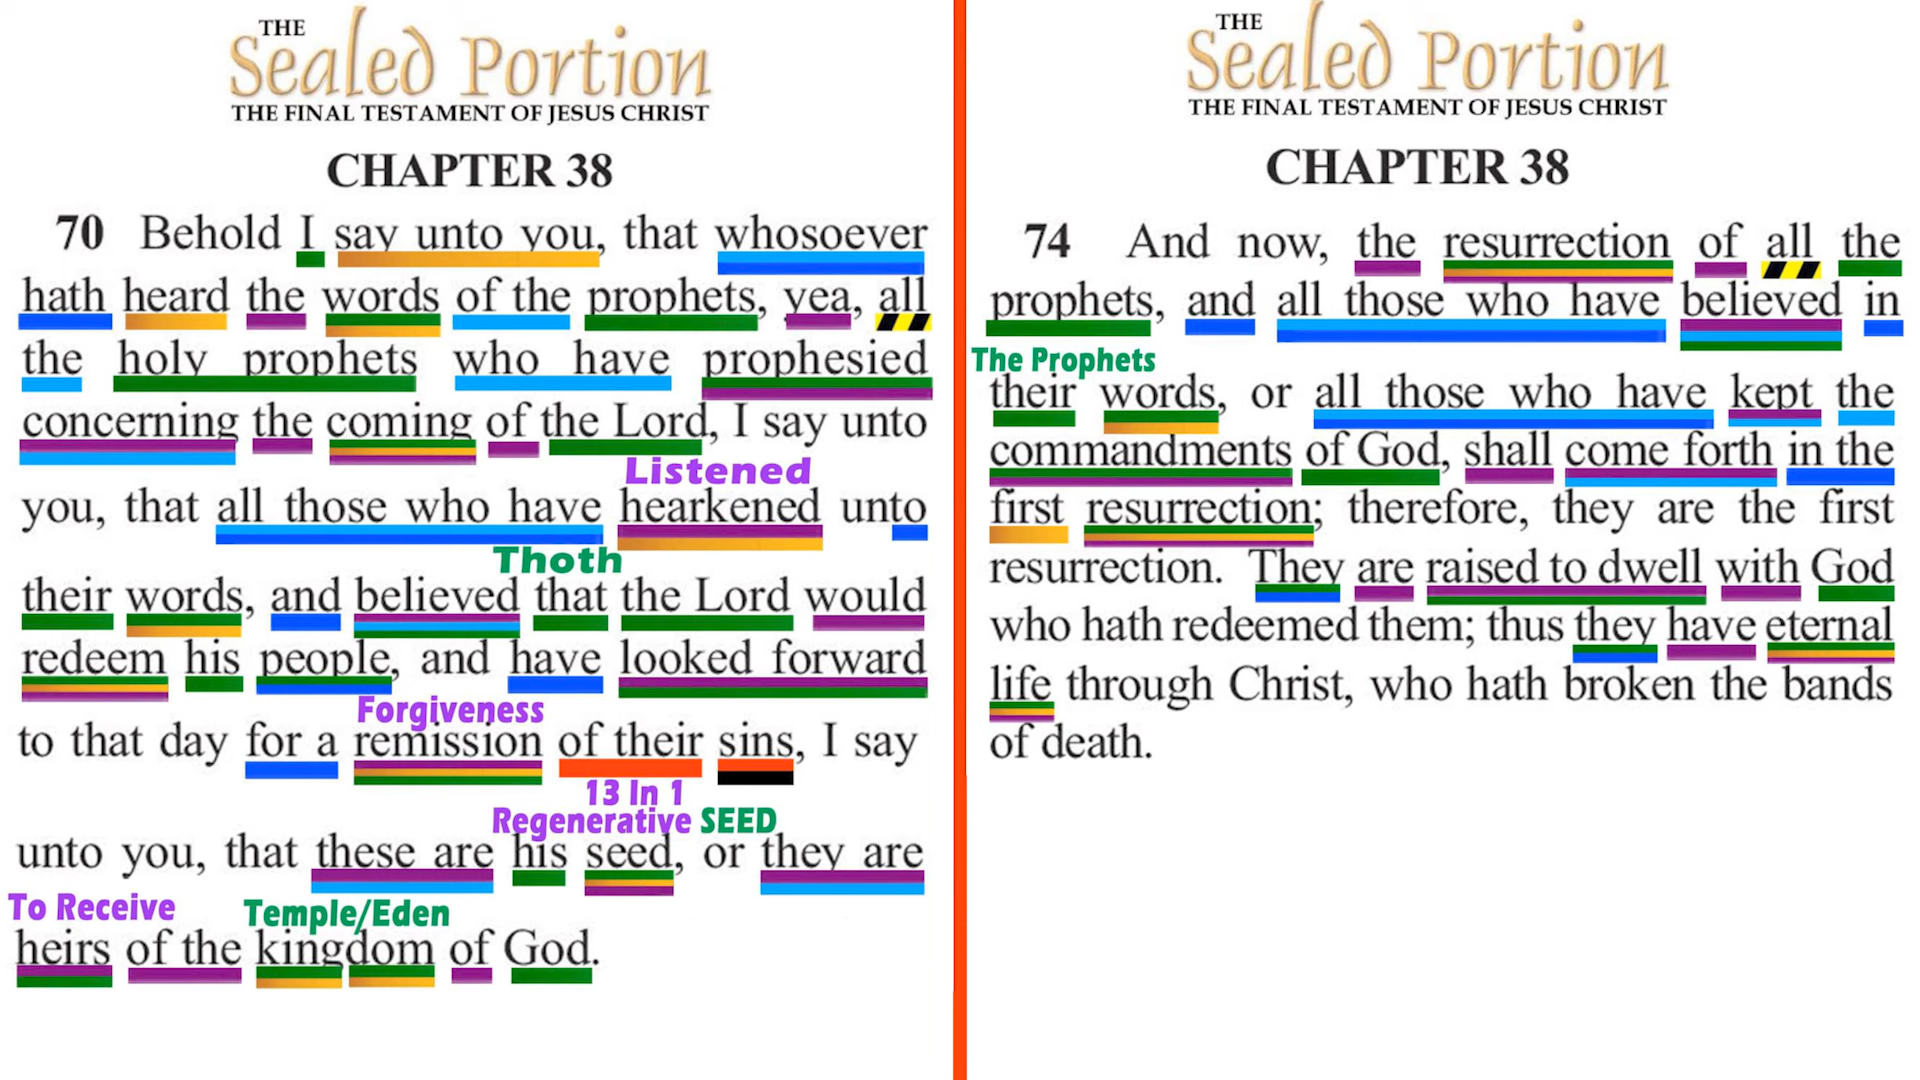 THE
Sealed Portion
THE FINAL TESTAMENT OF JESUS CHRIST
CHAPTER 38
70 Behold I say unto you, that whosoever
hath heard the words of the prophets, yea, all
the holy prophets who have prophesied
concerning the coming of the Lord, I say unto
Listened
you, that all those who have hearkened unto
Thoth
their words, and believed that the Lord would
redeem his people, and have looked forward
Forgiveness
to that day for a remission of their sins, I say
13 In 1
Regenerative SEED
unto you, that these are his seed, or they are
To Receive Temple/Eden
heirs of the kingdom of God.
THE
Sealed Portion
THE FINAL TESTAMENT OF JESUS CHRIST
CHAPTER 38
74 And now, the resurrection of all the
prophets, and all those who have believed in
The Prophets
their words, or all those who have kept the
commandments of God, shall come forth in the
first resurrection; therefore, they are the first
resurrection. They are raised to dwell with God
who hath redeemed them; thus they have eternal
life through Christ, who hath broken the bands
of death.